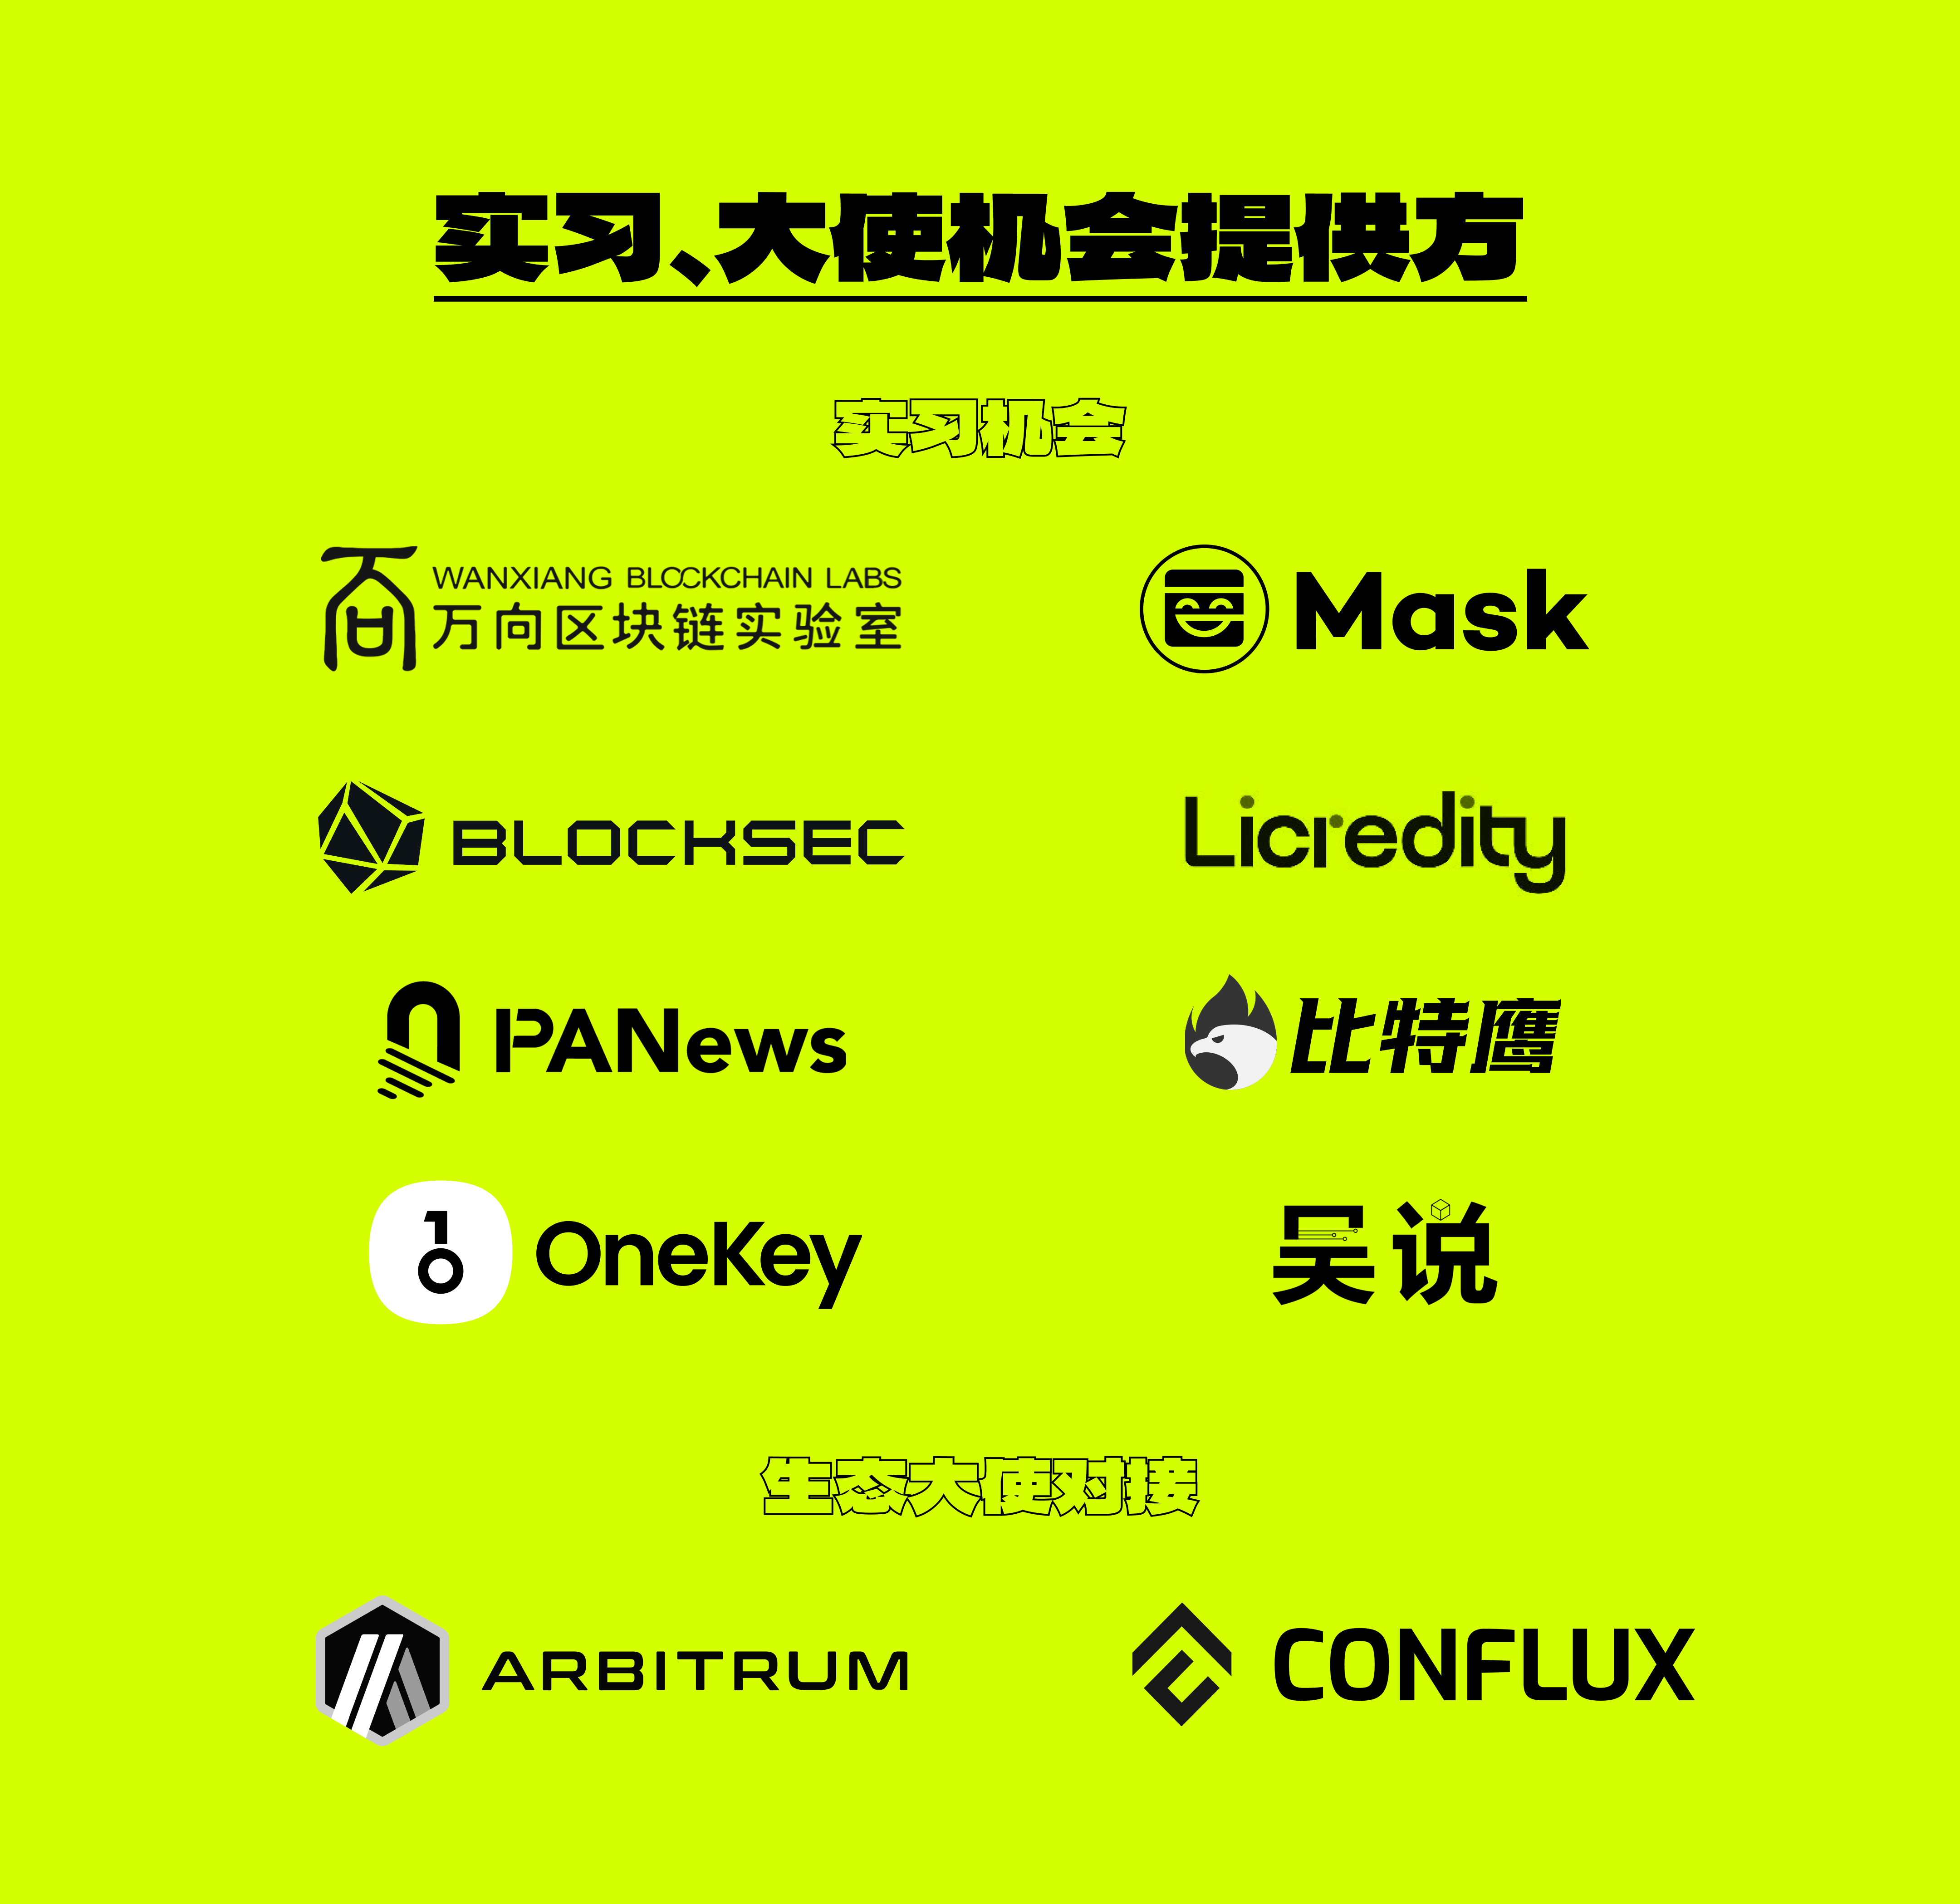 实习、大使机会提供方
实习机会
WANXIANG BLOCKCHAIN LABS
万向区块链实验室
Mask
BLOCKSEC
Licredity
PANews
比特鹰
OneKey
吴说
生态大使对接
ARBITRUM
CONFLUX